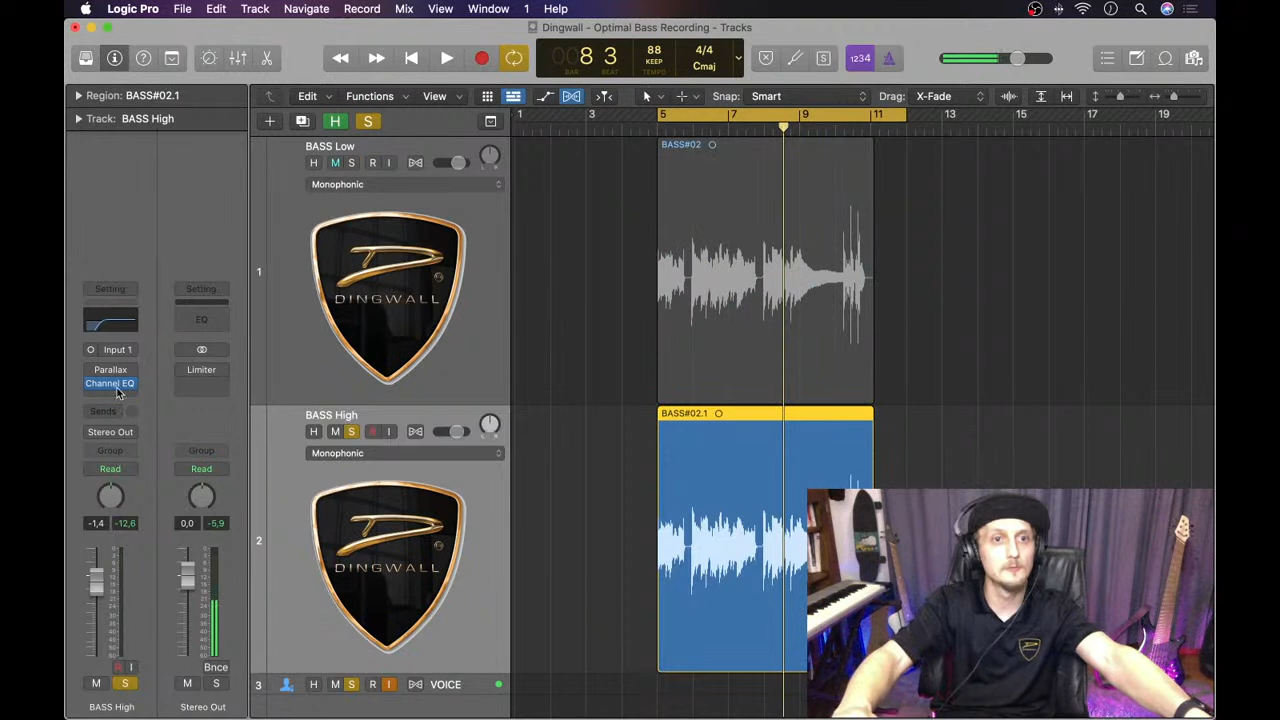 Logic Pro File Edit Track Navigate Record Mix View Window 1 Help
Dingwall - Optimal Bass Recording - Tracks
008 3 88 4/4
KEEP Cmaj
BAR BEAT TEMPO
1234
Region: BASS#02.1
Track: BASS High
Edit Functions View Snap: Smart Drag: X-Fade
H S
1 3 5 7 9 11 13 15 17 19
BASS Low
H M S R I
Monophonic
BASS#02
1
DINGWALL
BASS High
H M S R I
Monophonic
BASS#02.1
2
DINGWALL
3 H M S R I VOICE
Setting Setting
EQ
Input 1
Parallax Limiter
Channel EQ
Sends
Stereo Out
Group Group
Read Read
-1,4 -12,6 0,0 -5,9
R I Bnce
M S M S
BASS High Stereo Out